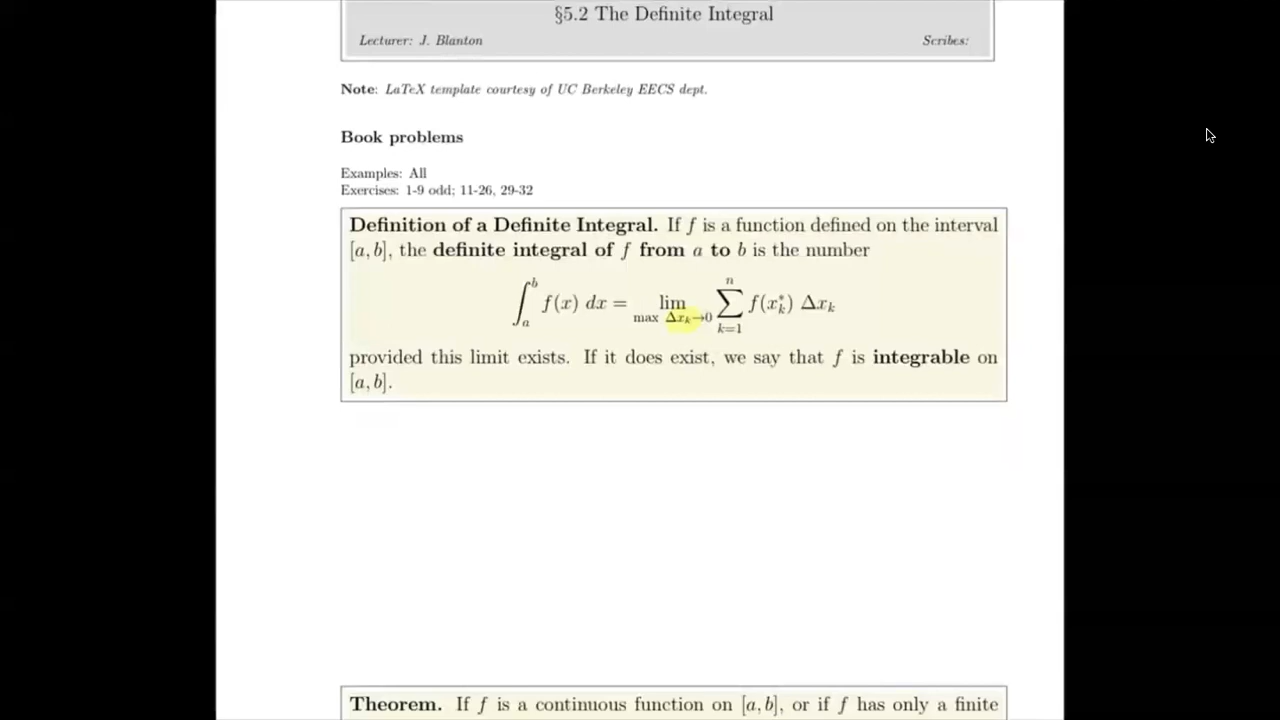 §5.2 The Definite Integral
Lecturer: J. Blanton Scribes:
Note: LaTeX template courtesy of UC Berkeley EECS dept.
Book problems
Examples: All
Exercises: 1-9 odd; 11-26, 29-32
Definition of a Definite Integral. If f is a function defined on the interval
[a, b], the definite integral of f from a to b is the number
∫_a^b f(x) dx = lim_{max Δx_k→0} ∑_{k=1}^n f(x_k^*) Δx_k
provided this limit exists. If it does exist, we say that f is integrable on
[a, b].
Theorem. If f is a continuous function on [a, b], or if f has only a finite